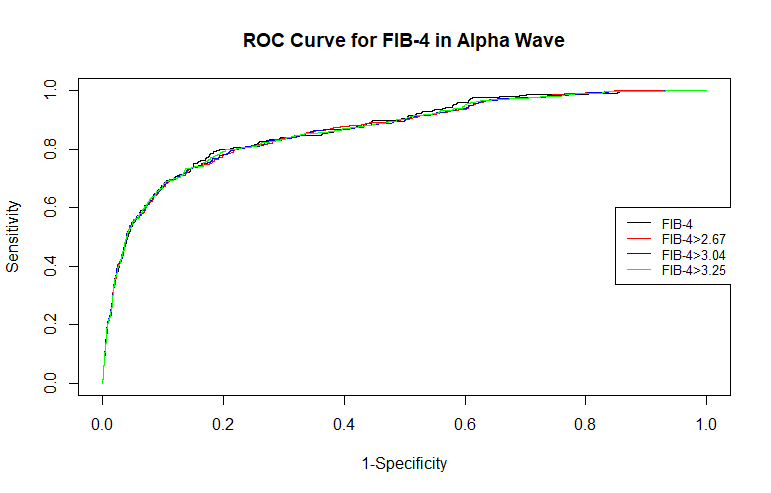 ROC Curve for FIB-4 in Alpha Wave
Sensitivity
1.0
0.8
0.6
0.4
0.2
0.0
FIB-4
FIB-4>2.67
FIB-4>3.04
FIB-4>3.25
0.0 0.2 0.4 0.6 0.8 1.0
1-Specificity